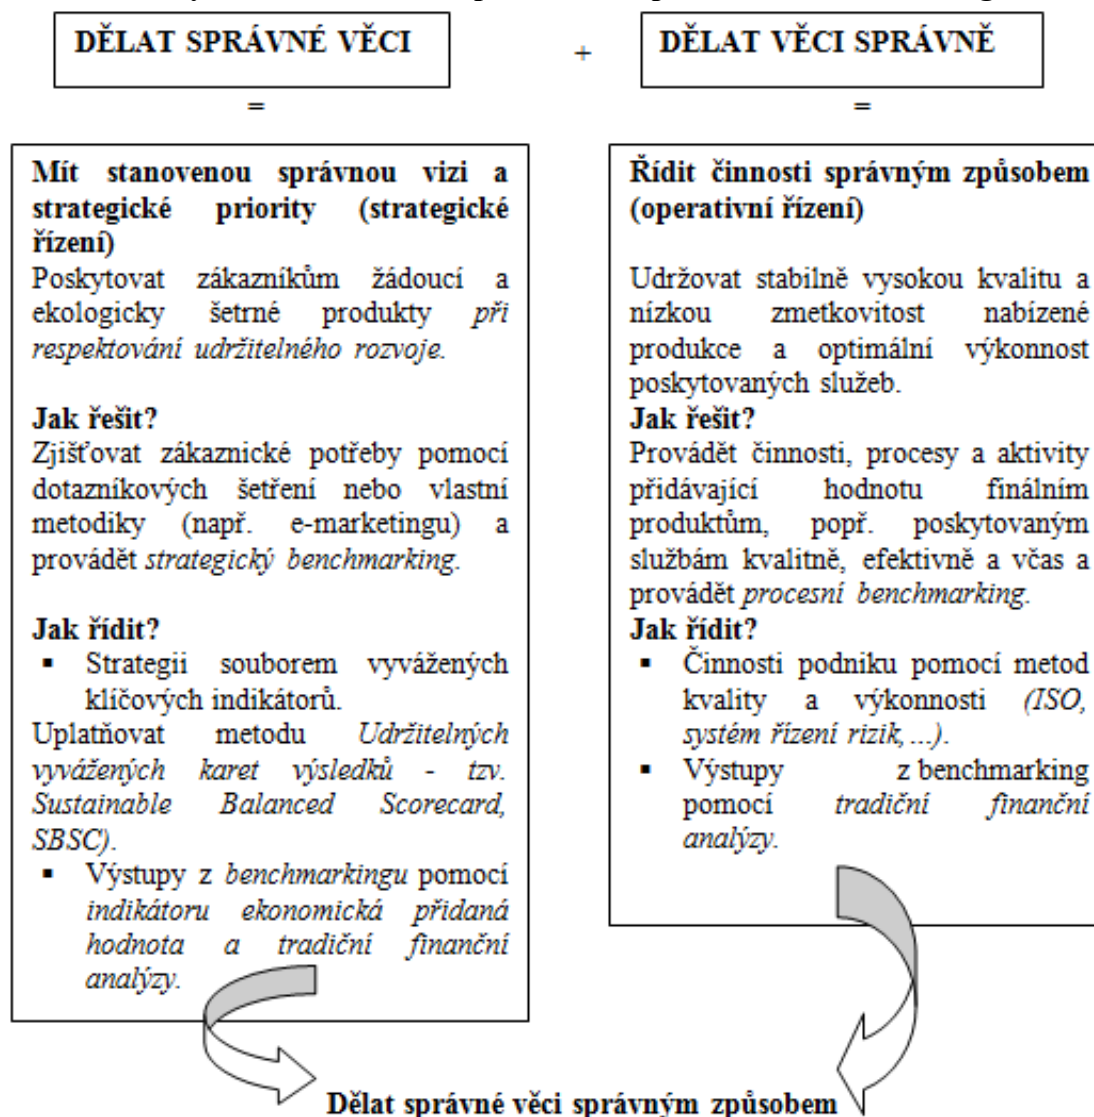 DĚLAT SPRÁVNÉ VĚCI
+
DĚLAT VĚCI SPRÁVNĚ
=
=
Mít stanovenou správnou vizi a
strategické priority (strategické
řízení)
Poskytovat zákazníkům žádoucí a
ekologicky šetrné produkty při
respektování udržitelného rozvoje.
Jak řešit?
Zjišťovat zákaznické potřeby pomocí
dotazníkových šetření nebo vlastní
metodiky (např. e-marketingu) a
provádět strategický benchmarking.
Jak řídit?
▪ Strategii souborem vyvážených
klíčových indikátorů.
Uplatňovat metodu Udržitelných
vyvážených karet výsledků - tzv.
Sustainable Balanced Scorecard,
SBSC).
▪ Výstupy z benchmarkingu pomocí
indikátoru ekonomická přidaná
hodnota a tradiční finanční
analýzy.
Řídit činnosti správným způsobem
(operativní řízení)
Udržovat stabilně vysokou kvalitu a
nízkou zmetkovitost nabízené
produkce a optimální výkonnost
poskytovaných služeb.
Jak řešit?
Provádět činnosti, procesy a aktivity
přidávající hodnotu finálním
produktům, popř. poskytovaným
službám kvalitně, efektivně a včas a
provádět procesní benchmarking.
Jak řídit?
▪ Činnosti podniku pomocí metod
kvality a výkonnosti (ISO,
systém řízení rizik,...).
▪ Výstupy z benchmarking
pomocí tradiční finanční
analýzy.
Dělat správné věci správným způsobem